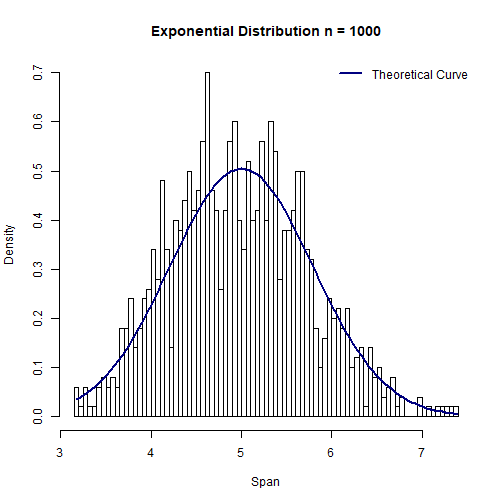 Exponential Distribution n = 1000
Theoretical Curve
Density
0.7
0.6
0.5
0.4
0.3
0.2
0.1
0.0
3 4 5 6 7
Span